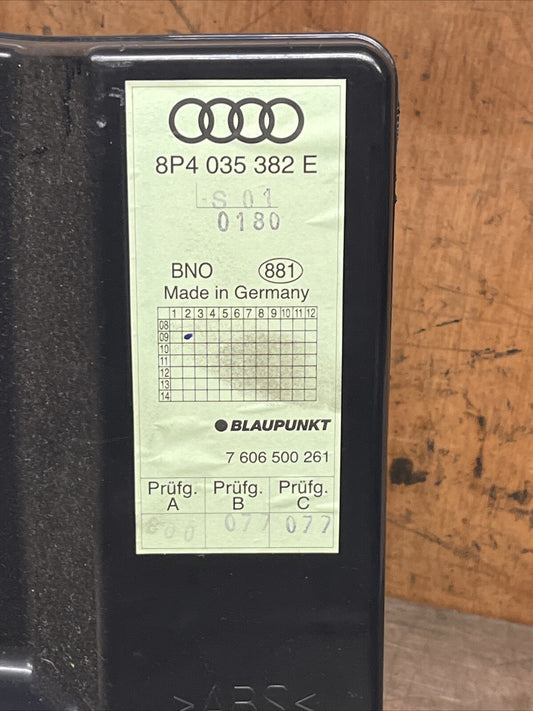 8P4 035 382 E
S 01
0180
BNO 881
Made in Germany
1 2 3 4 5 6 7 8 9 10 11 12
08
09
10
11
12
13
14
BLAUPUNKT
7 606 500 261
Prüfg. Prüfg. Prüfg.
A B C
077 077
>ABS<